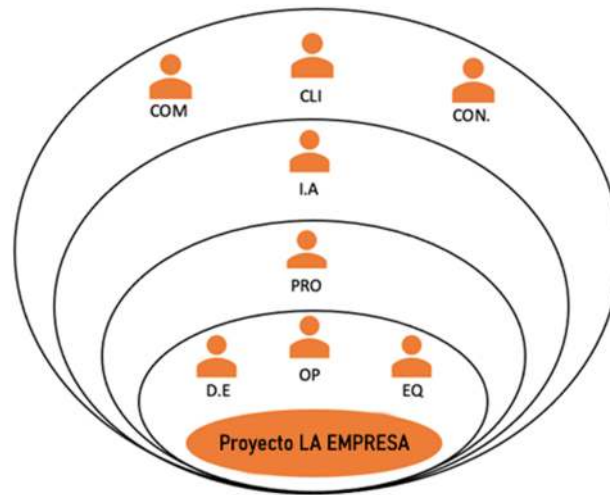 COM
CLI
CON.
I.A
PRO
D.E
OP
EQ
Proyecto LA EMPRESA